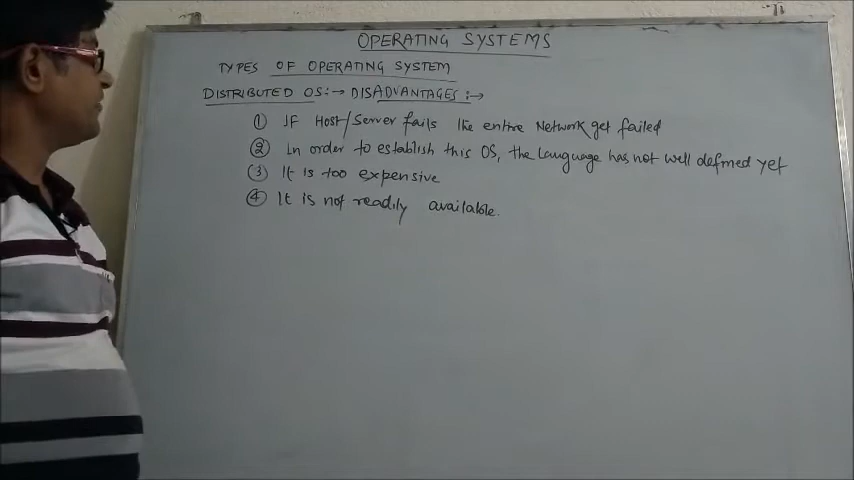 OPERATING SYSTEMS
TYPES OF OPERATING SYSTEM
DISTRIBUTED OS:→ DISADVANTAGES:→
① IF Host/Server fails the entire Network get failed
② In order to establish this OS, the Language has not well defined yet
③ It is too expensive
④ It is not readily available.